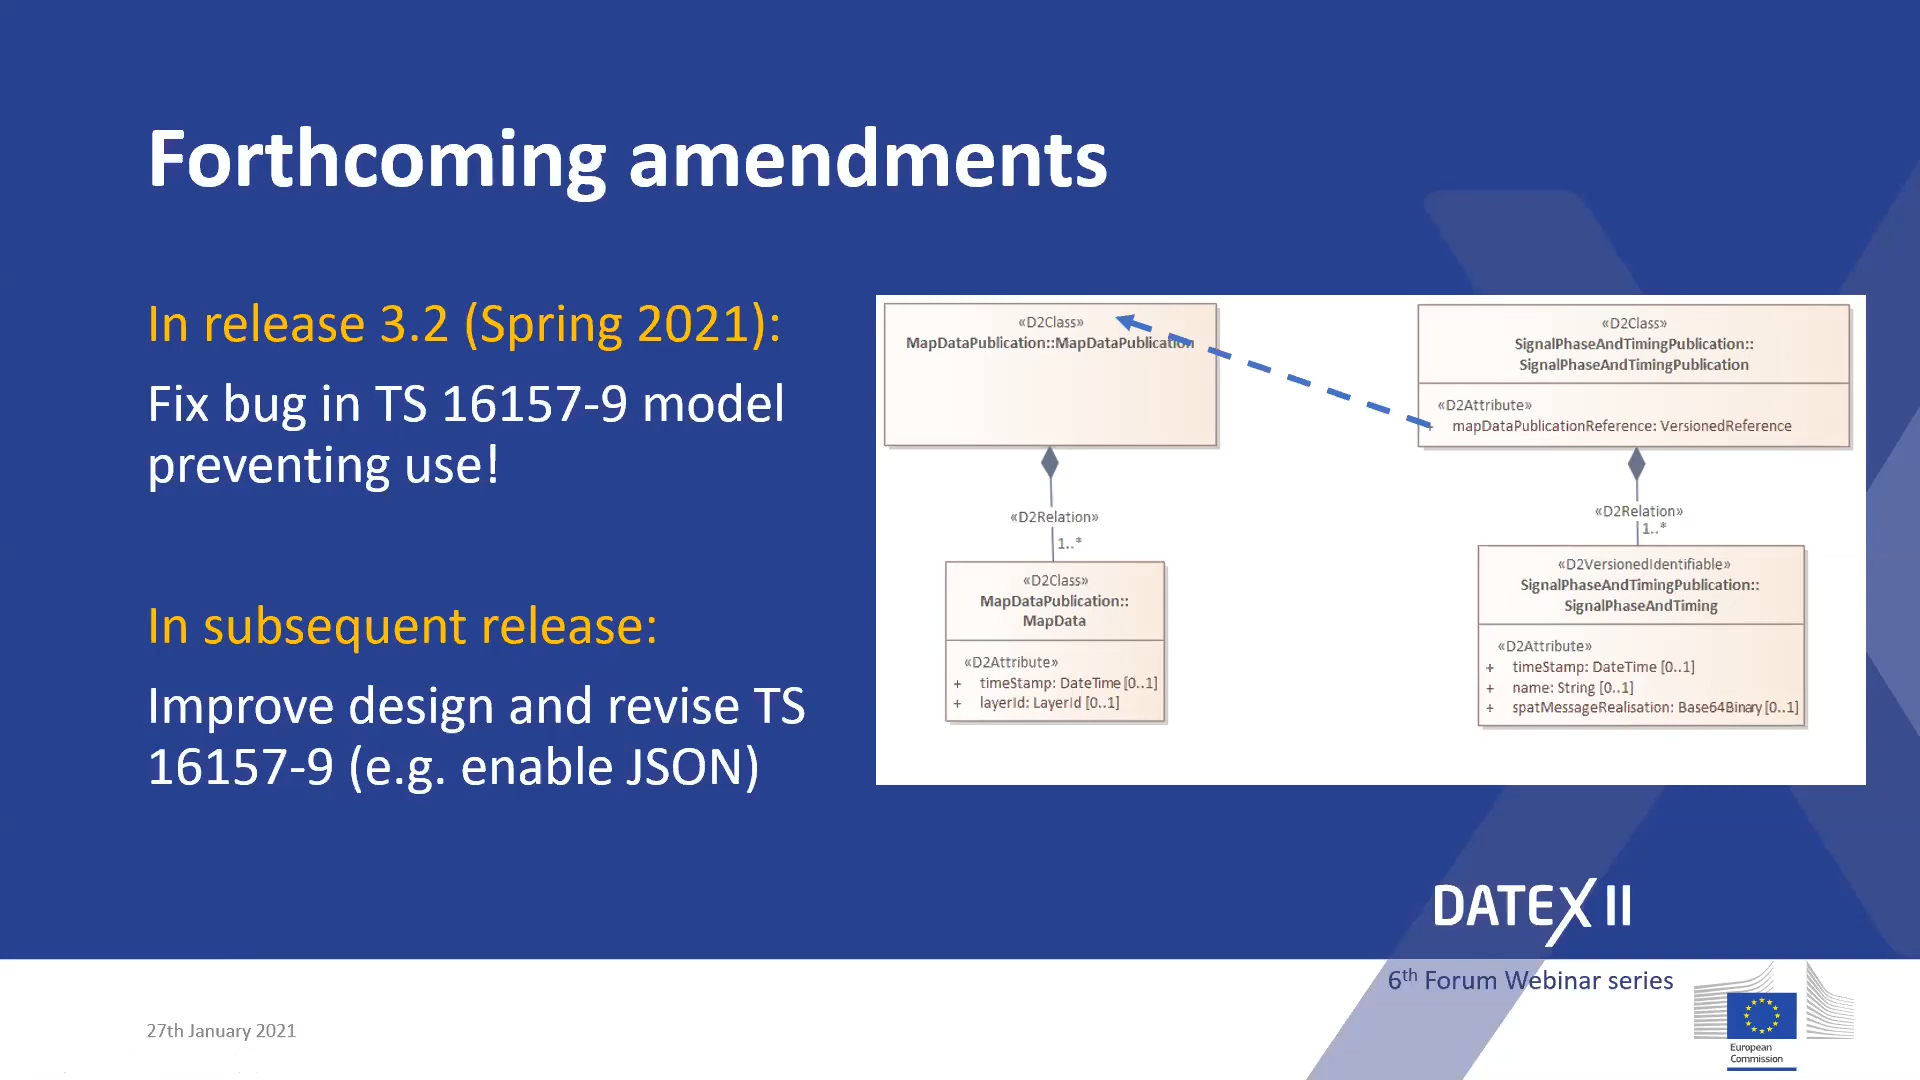 Forthcoming amendments
In release 3.2 (Spring 2021):
Fix bug in TS 16157-9 model
preventing use!
In subsequent release:
Improve design and revise TS
16157-9 (e.g. enable JSON)
«D2Class»
MapDataPublication::MapDataPublication
«D2Relation»
1..*
«D2Class»
MapDataPublication::
MapData
«D2Attribute»
+ timeStamp: DateTime [0..1]
+ layerId: LayerId [0..1]
«D2Class»
SignalPhaseAndTimingPublication::
SignalPhaseAndTimingPublication
«D2Attribute»
+ mapDataPublicationReference: VersionedReference
«D2Relation»
1..*
«D2VersionedIdentifiable»
SignalPhaseAndTimingPublication::
SignalPhaseAndTiming
«D2Attribute»
+ timeStamp: DateTime [0..1]
+ name: String [0..1]
+ spatMessageRealisation: Base64Binary [0..1]
DATEX II
6th Forum Webinar series
27th January 2021
European
Commission